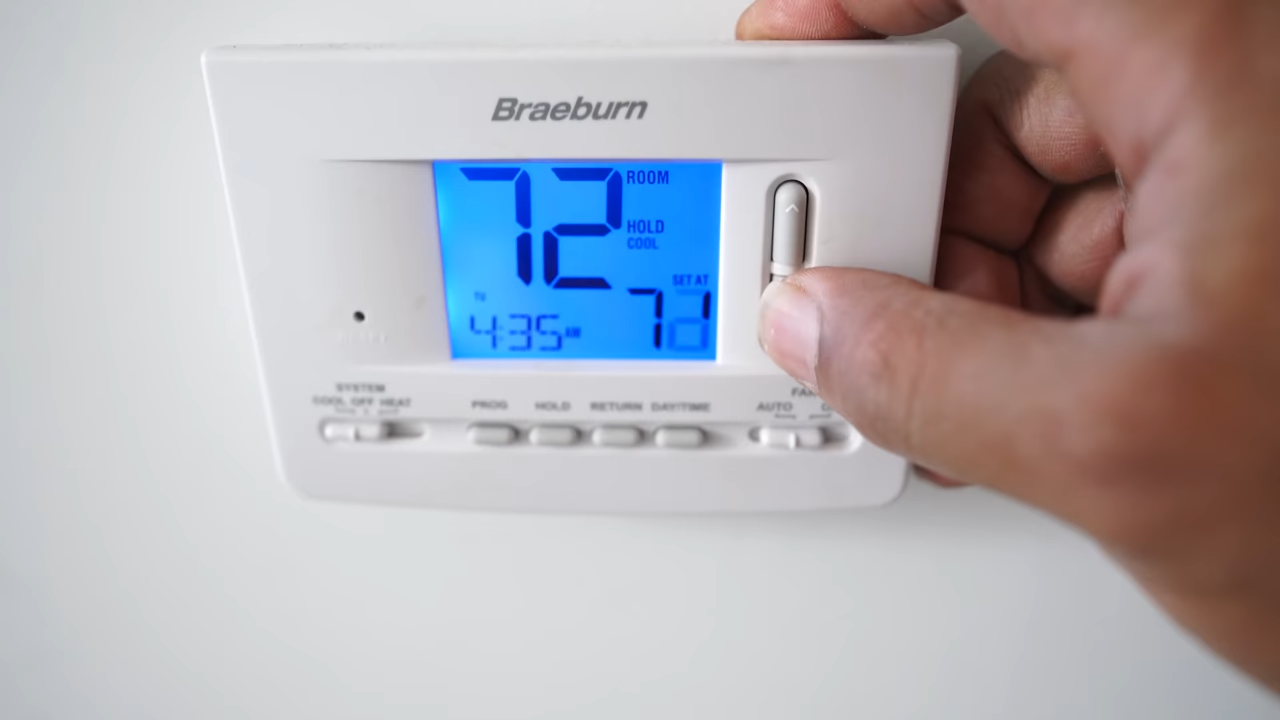 Braeburn
72 ROOM
HOLD
COOL
SET AT
TU
4:35 AM
SYSTEM
COOL OFF HEAT
PROG HOLD RETURN DAY/TIME
AUTO